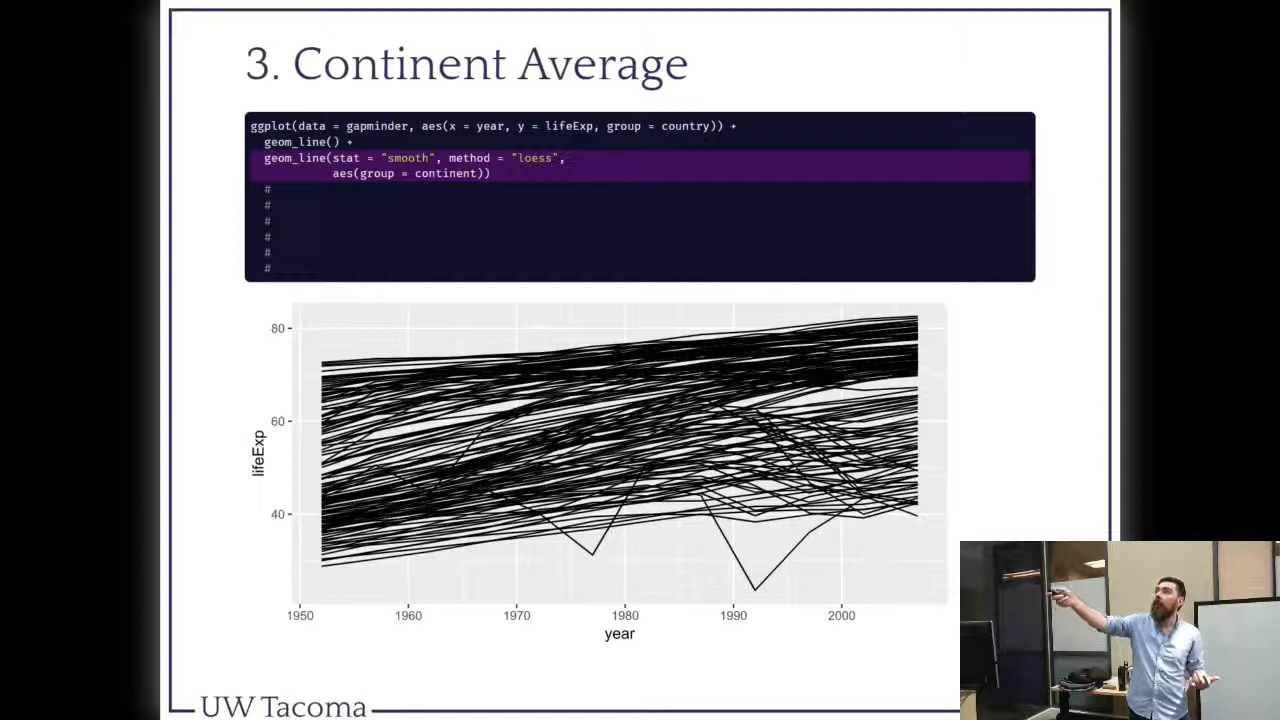 3. Continent Average
ggplot(data = gapminder, aes(x = year, y = lifeExp, group = country)) +
geom_line() +
geom_line(stat = "smooth", method = "loess",
aes(group = continent))
#
#
#
#
#
#
80
60
40
lifeExp
1950 1960 1970 1980 1990 2000
year
UW Tacoma